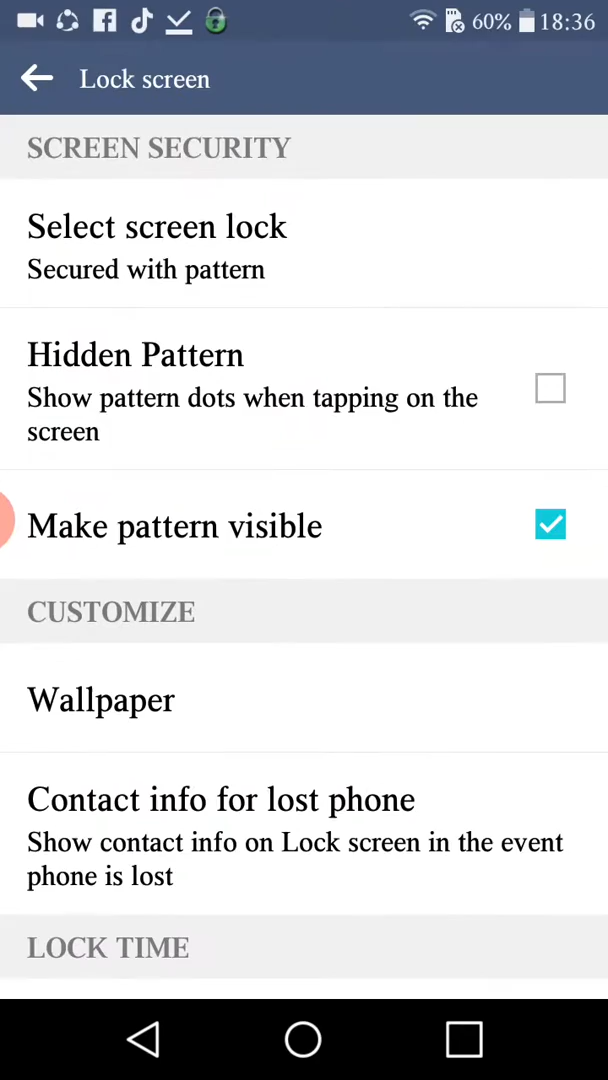 60% 18:36
Lock screen
SCREEN SECURITY
Select screen lock
Secured with pattern
Hidden Pattern
Show pattern dots when tapping on the
screen
Make pattern visible
CUSTOMIZE
Wallpaper
Contact info for lost phone
Show contact info on Lock screen in the event
phone is lost
LOCK TIME